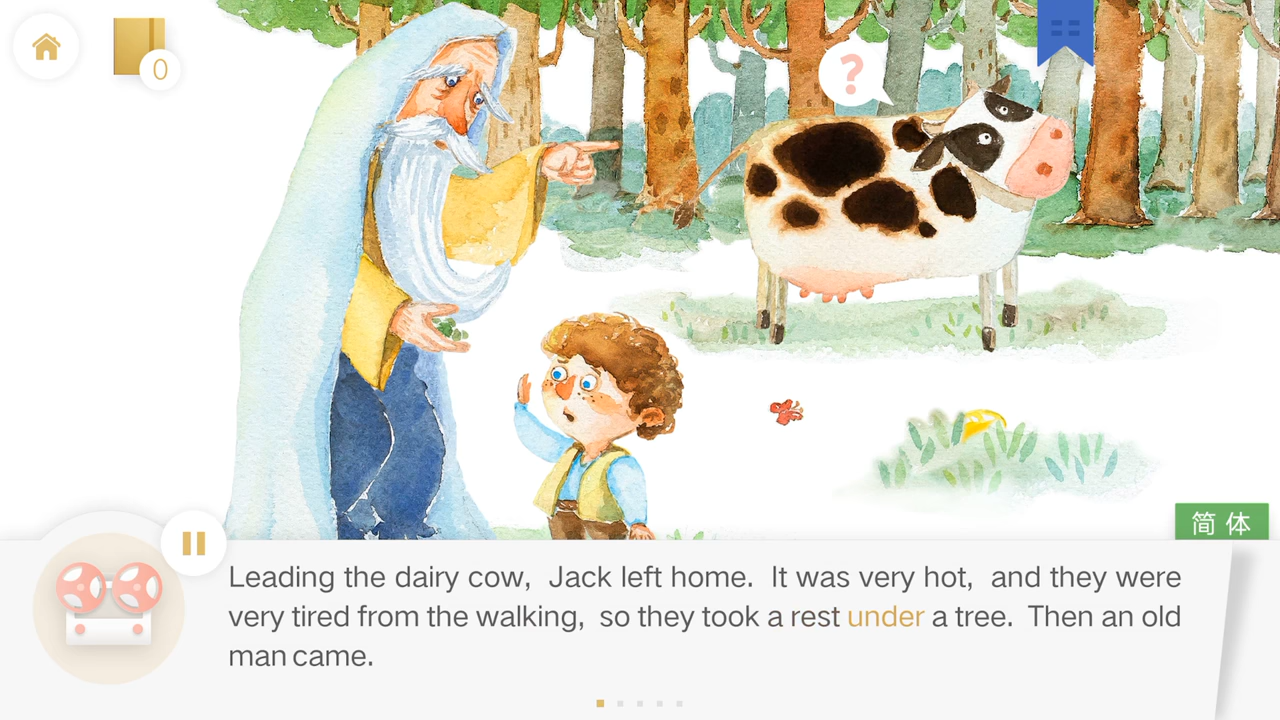 0
?
简体
Leading the dairy cow, Jack left home. It was very hot, and they were
very tired from the walking, so they took a rest under a tree. Then an old
man came.